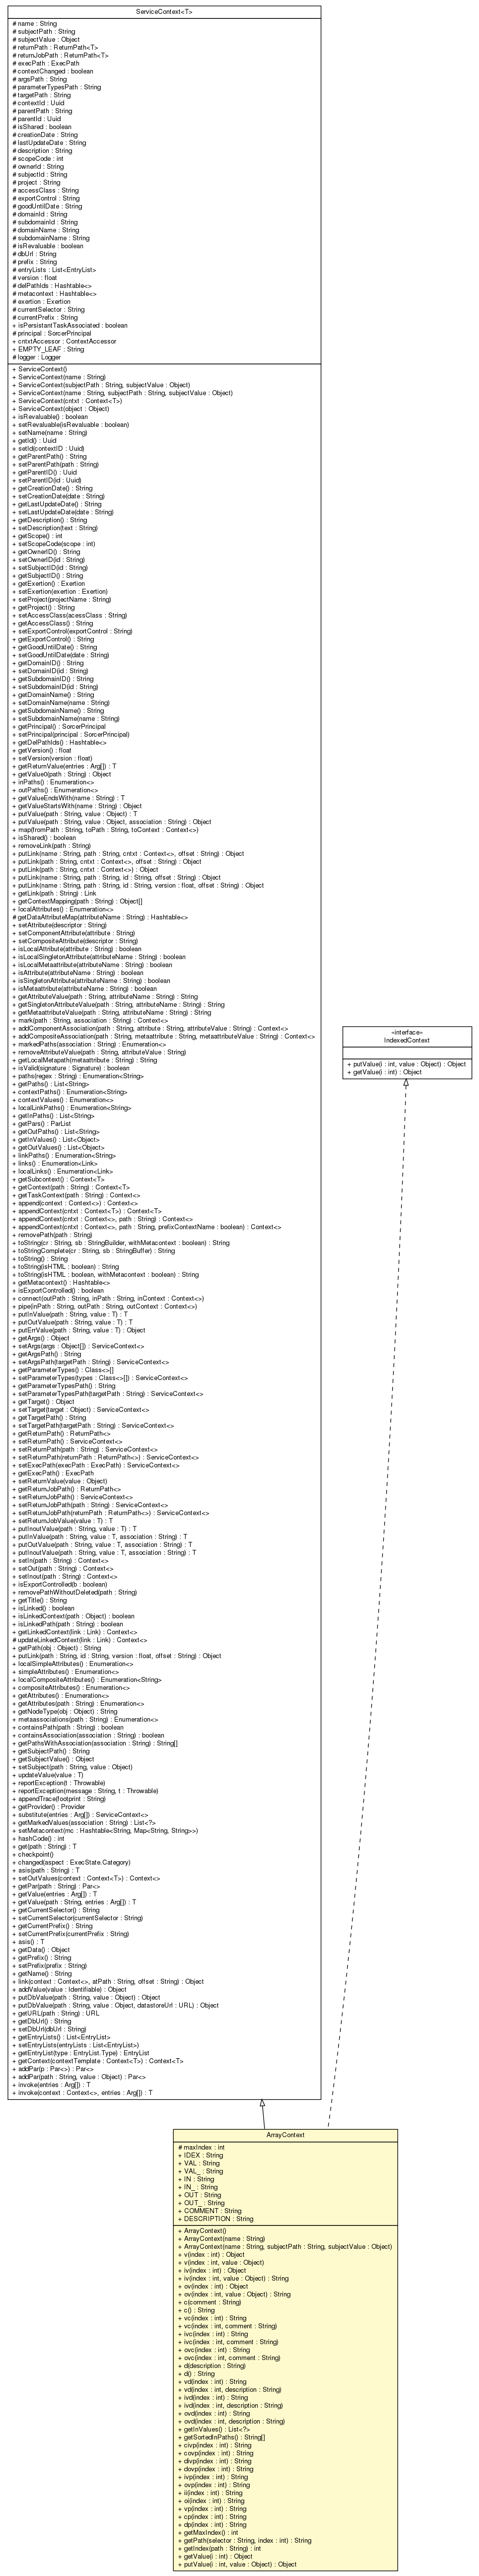 ServiceContext<T>
# name : String
# subjectPath : String
# subjectValue : Object
# returnPath : ReturnPath<T>
# returnJobPath : ReturnPath<T>
# execPath : ExecPath
# contextChanged : boolean
# argsPath : String
# parameterTypesPath : String
# targetPath : String
# contextId : Uuid
# parentPath : String
# parentId : Uuid
# isShared : boolean
# creationDate : String
# lastUpdateDate : String
# description : String
# scopeCode : int
# ownerId : String
# subjectId : String
# project : String
# accessClass : String
# exportControl : String
# goodUntilDate : String
# domainId : String
# subdomainId : String
# domainName : String
# subdomainName : String
# isRevaluable : boolean
# dbUrl : String
# prefix : String
# entryLists : List<EntryList>
# version : float
# delPathIds : Hashtable<>
# metacontext : Hashtable<>
# exertion : Exertion
# currentSelector : String
# currentPrefix : String
+ isPersistantTaskAssociated : boolean
# principal : SorcerPrincipal
+ cntxtAccessor : ContextAccessor
+ EMPTY_LEAF : String
# logger : Logger
+ ServiceContext()
+ ServiceContext(name : String)
+ ServiceContext(subjectPath : String, subjectValue : Object)
+ ServiceContext(name : String, subjectPath : String, subjectValue : Object)
+ ServiceContext(cntxt : Context<T>)
+ ServiceContext(object : Object)
+ isRevaluable() : boolean
+ setRevaluable(isRevaluable : boolean)
+ setName(name : String)
+ getId() : Uuid
+ setId(contextID : Uuid)
+ getParentPath() : String
+ setParentPath(path : String)
+ getParentID() : Uuid
+ setParentID(id : Uuid)
+ getCreationDate() : String
+ setCreationDate(date : String)
+ getLastUpdateDate() : String
+ setLastUpdateDate(date : String)
+ getDescription() : String
+ setDescription(text : String)
+ getScope() : int
+ setScopeCode(scope : int)
+ getOwnerID() : String
+ setOwnerID(id : String)
+ setSubjectID(id : String)
+ getSubjectID() : String
+ getExertion() : Exertion
+ setExertion(exertion : Exertion)
+ setProject(projectName : String)
+ getProject() : String
+ setAccessClass(acessClass : String)
+ getAccessClass() : String
+ setExportControl(exportControl : String)
+ getExportControl() : String
+ getGoodUntilDate() : String
+ setGoodUntilDate(date : String)
+ getDomainID() : String
+ setDomainID(id : String)
+ getSubdomainID() : String
+ setSubdomainID(id : String)
+ getDomainName() : String
+ setDomainName(name : String)
+ getSubdomainName() : String
+ setSubdomainName(name : String)
+ getPrincipal() : SorcerPrincipal
+ setPrincipal(principal : SorcerPrincipal)
+ getDelPathIds() : Hashtable<>
+ getVersion() : float
+ setVersion(version : float)
+ getReturnValue(entries : Arg[]) : T
+ getValue0(path : String) : Object
+ inPaths() : Enumeration<>
+ outPaths() : Enumeration<>
+ getValueEndsWith(name : String) : T
+ getValueStartsWith(name : String) : Object
+ putValue(path : String, value : Object) : T
+ putValue(path : String, value : Object, association : String) : Object
+ map(fromPath : String, toPath : String, toContext : Context<>)
+ isShared() : boolean
+ removeLink(path : String)
+ putLink(name : String, path : String, cntxt : Context<>, offset : String) : Object
+ putLink(path : String, cntxt : Context<>, offset : String) : Object
+ putLink(path : String, cntxt : Context<>) : Object
+ putLink(name : String, path : String, id : String, offset : String) : Object
+ putLink(name : String, path : String, id : String, version : float, offset : String) : Object
+ getLink(path : String) : Link
+ getContextMapping(path : String) : Object[]
+ localAttributes() : Enumeration<>
# getDataAttributeMap(attributeName : String) : Hashtable<>
+ setAttribute(descriptor : String)
+ setComponentAttribute(attribute : String)
+ setCompositeAttribute(descriptor : String)
+ isLocalAttribute(attribute : String) : boolean
+ isLocalSingletonAttribute(attributeName : String) : boolean
+ isLocalMetaattribute(attributeName : String) : boolean
+ isAttribute(attributeName : String) : boolean
+ isSingletonAttribute(attributeName : String) : boolean
+ isMetaattribute(attributeName : String) : boolean
+ getAttributeValue(path : String, attributeName : String) : String
+ getSingletonAttributeValue(path : String, attributeName : String) : String
+ getMetaattributeValue(path : String, attributeName : String) : String
+ mark(path : String, association : String) : Context<>
+ addComponentAssociation(path : String, attribute : String, attributeValue : String) : Context<>
+ addCompositeAttribute(path : String, metaattribute : String, metaattributeValue : String) : Context<>
+ markedPaths(association : String) : Enumeration<>
+ removeAttributeValue(path : String, attributeValue : String)
+ getLocalMetapath(metaattribute : String) : String
+ isValid(signature : Signature) : boolean
+ paths(regex : String) : Enumeration<String>
+ getPaths() : List<String>
+ contextPaths() : Enumeration<String>
+ contextValues() : Enumeration<>
+ localLinkPaths() : Enumeration<String>
+ getInPaths() : List<String>
+ getPars() : ParList
+ getOutPaths() : List<String>
+ getInValues() : List<Object>
+ getOutValues() : List<Object>
+ linkPaths() : Enumeration<String>
+ links() : Enumeration<Link>
+ localLinks() : Enumeration<Link>
+ getSubcontext() : Context<T>
+ getContext(path : String) : Context<T>
+ getTaskContext(path : String) : Context<>
+ append(context : Context<>) : Context<>
+ appendContext(cntxt : Context<T>) : Context<T>
+ appendContext(cntxt : Context<>, path : String) : Context<>
+ appendContext(cntxt : Context<>, path : String, prefixContextName : boolean) : Context<>
+ removePath(path : String)
+ toString(cr : String, sb : StringBuilder, withMetacontext : boolean) : String
+ toStringComplete(cr : String, sb : StringBuffer) : String
+ toString() : String
+ toString(isHTML : boolean) : String
+ toString(isHTML : boolean, withMetacontext : boolean) : String
+ getMetacontext() : Hashtable<>
+ isExportControlled() : boolean
+ connect(outPath : String, inPath : String, inContext : Context<>)
+ pipe(inPath : String, outPath : String, outContext : Context<>)
+ putInValue(path : String, value : T) : T
+ putOutValue(path : String, value : T) : T
+ putErrValue(path : String, value : T) : Object
+ getArgs() : Object
+ setArgs(args : Object[]) : ServiceContext<>
+ getArgsPath() : String
+ setArgsPath(targetPath : String) : ServiceContext<>
+ getParameterTypes() : Class<>[]
+ setParameterTypes(types : Class<>[]) : ServiceContext<>
+ getParameterTypesPath() : String
+ setParameterTypesPath(targetPath : String) : ServiceContext<>
+ getTarget() : Object
+ setTarget(target : Object) : ServiceContext<>
+ getTargetPath() : String
+ setTargetPath(targetPath : String) : ServiceContext<>
+ getReturnPath() : ReturnPath<>
+ setReturnPath() : ServiceContext<>
+ setReturnPath(path : String) : ServiceContext<>
+ setReturnPath(returnPath : ReturnPath<>) : ServiceContext<>
+ setExecPath(execPath : ExecPath) : ServiceContext<>
+ getExecPath() : ExecPath
+ setReturnValue(value : Object)
+ getReturnJobPath() : ReturnPath<>
+ setReturnJobPath() : ServiceContext<>
+ setReturnJobPath(path : String) : ServiceContext<>
+ setReturnJobPath(returnPath : ReturnPath<>) : ServiceContext<>
+ setReturnJobValue(value : T) : T
+ putInoutValue(path : String, value : T) : T
+ putInValue(path : String, value : T, association : String) : T
+ putOutValue(path : String, value : T, association : String) : T
+ putInoutValue(path : String, value : T, association : String) : T
+ setIn(path : String) : Context<>
+ setOut(path : String) : Context<>
+ setInout(path : String) : Context<>
+ isExportControlled(b : boolean)
+ removePathWithoutDeleted(path : String)
+ getTitle() : String
+ isLinked() : boolean
+ isLinkedContext(path : Object) : boolean
+ isLinkedPath(path : String) : boolean
+ getLinkedContext(link : Link) : Context<>
# updateLinkedContext(link : Link) : Context<>
+ getPath(obj : Object) : String
+ putLink(path : String, id : String, version : float, offset : String) : Object
+ localSimpleAttributes() : Enumeration<>
+ simpleAttributes() : Enumeration<>
+ localCompositeAttributes() : Enumeration<String>
+ compositeAttributes() : Enumeration<>
+ getAttributes() : Enumeration<>
+ getAttributes(path : String) : Enumeration<>
+ getNodeType(obj : Object) : String
+ metaassociations(path : String) : Enumeration<>
+ containsPath(path : String) : boolean
+ containsAssociation(association : String) : boolean
+ getPathsWithAssociation(association : String) : String[]
+ getSubjectPath() : String
+ getSubjectValue() : Object
+ setSubject(path : String, value : Object)
+ updateValue(value : T)
+ reportException(t : Throwable)
+ reportException(message : String, t : Throwable)
+ appendTrace(footprint : String)
+ getProvider() : Provider
+ substitute(entries : Arg[]) : ServiceContext<>
+ getMarkedValues(association : String) : List<?>
+ setMetacontext(mc : Hashtable<String, Map<String, String>>)
+ hashCode() : int
+ get(path : String) : T
+ checkpoint()
+ changed(aspect : ExecState.Category)
+ asis(path : String) : T
+ setOutValues(context : Context<T>) : Context<>
+ getPar(path : String) : Par<>
+ getValue(entries : Arg[]) : T
+ getValue(path : String, entries : Arg[]) : T
+ getCurrentSelector() : String
+ setCurrentSelector(currentSelector : String)
+ getCurrentPrefix() : String
+ setCurrentPrefix(currentPrefix : String)
+ asis() : T
+ getData() : Object
+ getPrefix() : String
+ setPrefix(prefix : String)
+ getName() : String
+ link(context : Context<>, atPath : String, offset : String) : Object
+ addValue(value : Identifiable) : Object
+ putDbValue(path : String, value : Object) : Object
+ putDbValue(path : String, value : Object, datastoreUrl : URL) : Object
+ getURL(path : String) : URL
+ getDbUrl() : String
+ setDbUrl(dbUrl : String)
+ getEntryLists() : List<EntryList>
+ setEntryLists(entryLists : List<EntryList>)
+ getEntryList(type : EntryList.Type) : EntryList
+ getContext(contextTemplate : Context<T>) : Context<T>
+ addPar(p : Par<>) : Par<>
+ addPar(path : String, value : Object) : Par<>
+ invoke(entries : Arg[]) : T
+ invoke(context : Context<>, entries : Arg[]) : T
«interface»
IndexedContext
+ putValue(i : int, value : Object) : Object
+ getValue(i : int) : Object
ArrayContext
# maxIndex : int
+ IDEX : String
+ VAL : String
+ VAL_ : String
+ IN : String
+ IN_ : String
+ OUT : String
+ OUT_ : String
+ COMMENT : String
+ DESCRIPTION : String
+ ArrayContext()
+ ArrayContext(name : String)
+ ArrayContext(name : String, subjectPath : String, subjectValue : Object)
+ v(index : int) : Object
+ v(index : int, value : Object)
+ iv(index : int) : Object
+ iv(index : int, value : Object) : String
+ ov(index : int) : Object
+ ov(index : int, value : Object) : String
+ c(comment : String)
+ c() : String
+ vc(index : int) : String
+ vc(index : int, comment : String)
+ ivc(index : int) : String
+ ivc(index : int, comment : String)
+ ovc(index : int) : String
+ ovc(index : int, comment : String)
+ d(description : String)
+ d() : String
+ vd(index : int) : String
+ vd(index : int, description : String)
+ ivd(index : int) : String
+ ivd(index : int, description : String)
+ ovd(index : int) : String
+ ovd(index : int, description : String)
+ getInValues() : List<?>
+ getSortedInPaths() : String[]
+ civp(index : int) : String
+ covp(index : int) : String
+ divp(index : int) : String
+ dovp(index : int) : String
+ ivp(index : int) : String
+ ovp(index : int) : String
+ ii(index : int) : String
+ oi(index : int) : String
+ vp(index : int) : String
+ cp(index : int) : String
+ dp(index : int) : String
+ getMaxIndex() : int
+ getPath(selector : String, index : int) : String
+ getIndex(path : String) : int
+ getValue(i : int) : Object
+ putValue(i : int, value : Object) : Object